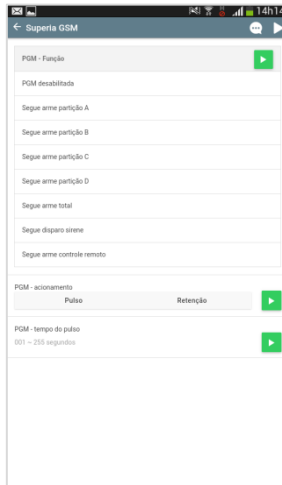 14h14
← Superia GSM
PGM - Função
PGM desabilitada
Segue arme partição A
Segue arme partição B
Segue arme partição C
Segue arme partição D
Segue arme total
Segue disparo sirene
Segue arme controle remoto
PGM - acionamento
Pulso Retenção
PGM - tempo do pulso
001 ~ 255 segundos